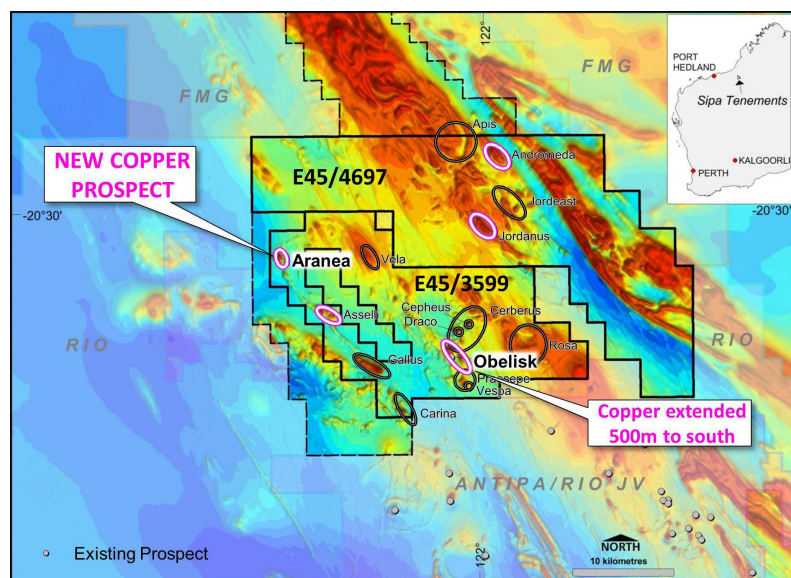 122°
FMG
FMG
PORT
HEDLAND
Sipa Tenements
KALGOORLI
PERTH
Apis
Andromeda
NEW COPPER
PROSPECT
E45/4697
Jordeast
-20°30'
-20°30'
Jordanus
Aranea
Vela
E45/3599
Cepheus
Cerberus
Draco
Asselli
RIO
RIO
Rosa
Obelisk
Gallus
Praesepe
Vespa
Carina
Copper extended
500m to south
ANTIPA/RIO JV
122°
NORTH
10 kilometres
Existing Prospect